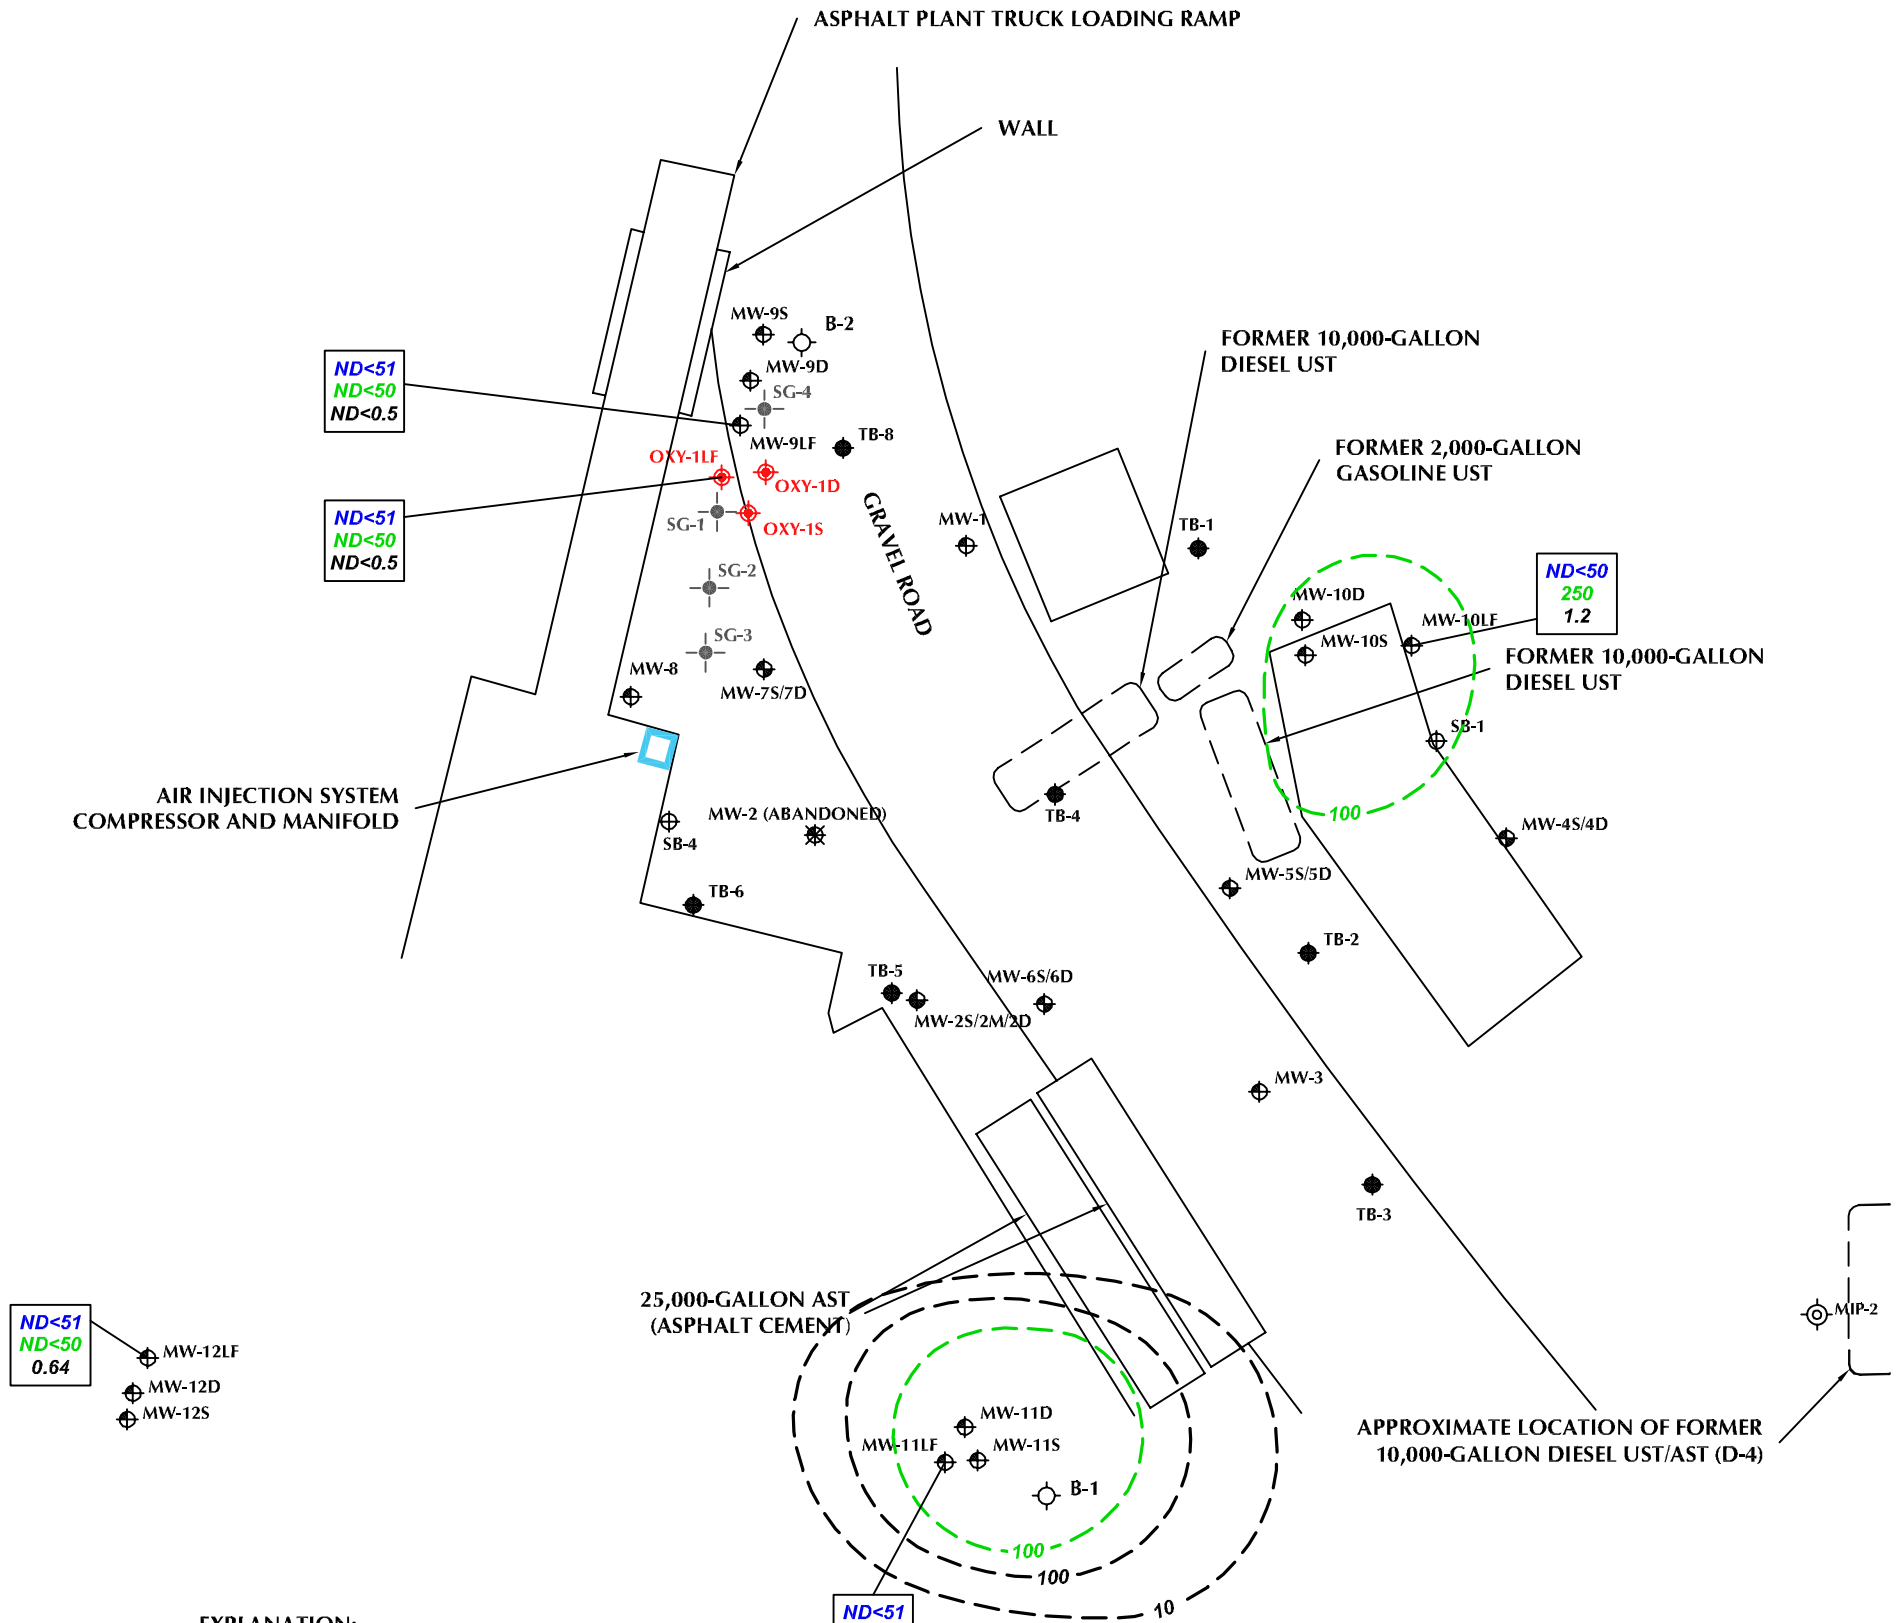 ASPHALT PLANT TRUCK LOADING RAMP
WALL
MW-9S
B-2
FORMER 10,000-GALLON
DIESEL UST
ND<51
ND<50
ND<0.5
MW-9D
SG-4
MW-9LF
TB-8
FORMER 2,000-GALLON
GASOLINE UST
OXY-1LF
OXY-1D
ND<51
ND<50
ND<0.5
SG-1
OXY-1S
GRAVEL ROAD
MW-1
TB-1
SG-2
ND<50
250
1.2
MW-10D
MW-10LF
SG-3
MW-10S
FORMER 10,000-GALLON
DIESEL UST
MW-8
MW-7S/7D
SB-1
AIR INJECTION SYSTEM
COMPRESSOR AND MANIFOLD
MW-2 (ABANDONED)
TB-4
100
MW-4S/4D
SB-4
MW-5S/5D
TB-6
TB-2
TB-5
MW-6S/6D
MW-2S/2M/2D
MW-3
TB-3
25,000-GALLON AST
(ASPHALT CEMENT)
MIP-2
ND<51
ND<50
0.64
MW-12LF
MW-12D
MW-12S
MW-11D
MW-11LF
MW-11S
APPROXIMATE LOCATION OF FORMER
10,000-GALLON DIESEL UST/AST (D-4)
B-1
100
100
10
ND<51
EXPLANATION: